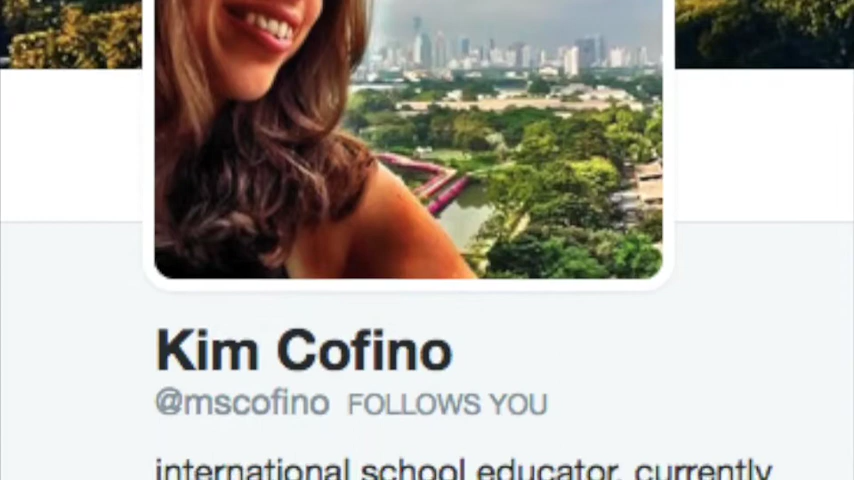 Kim Cofino
@mscofino FOLLOWS YOU
international school educator, currently